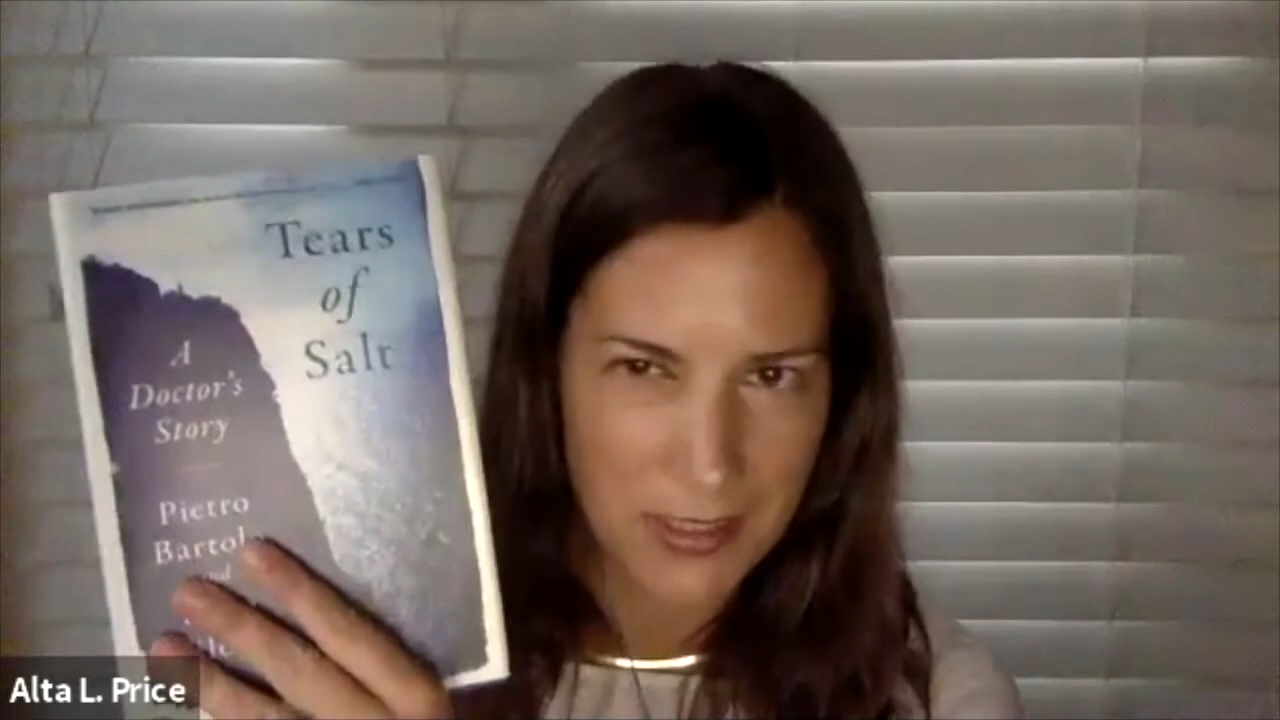 Tears
of
Salt
A
Doctor's
Story
Pietro
Alta L. Price